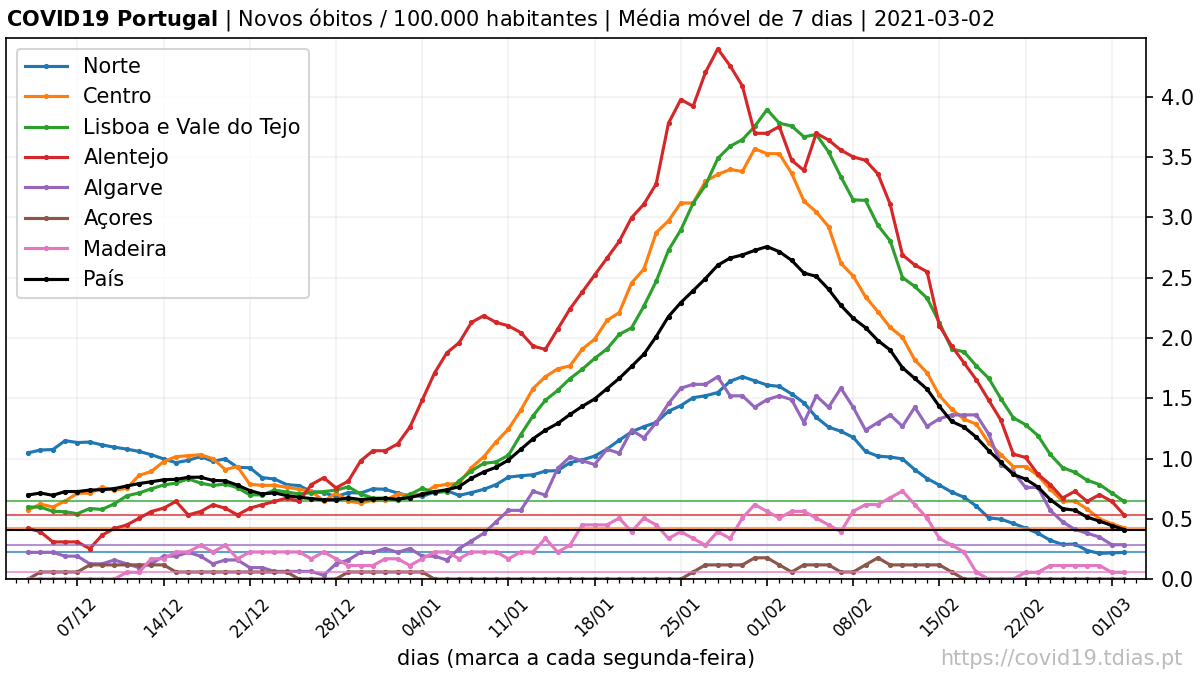 COVID19 Portugal | Novos óbitos / 100.000 habitantes | Média móvel de 7 dias | 2021-03-02
Norte
Centro
Lisboa e Vale do Tejo
Alentejo
Algarve
Açores
Madeira
País
4.0
3.5
3.0
2.5
2.0
1.5
1.0
0.5
0.0
07/12 14/12 21/12 28/12 04/01 11/01 18/01 25/01 01/02 08/02 15/02 22/02 01/03
dias (marca a cada segunda-feira)
https://covid19.tdias.pt